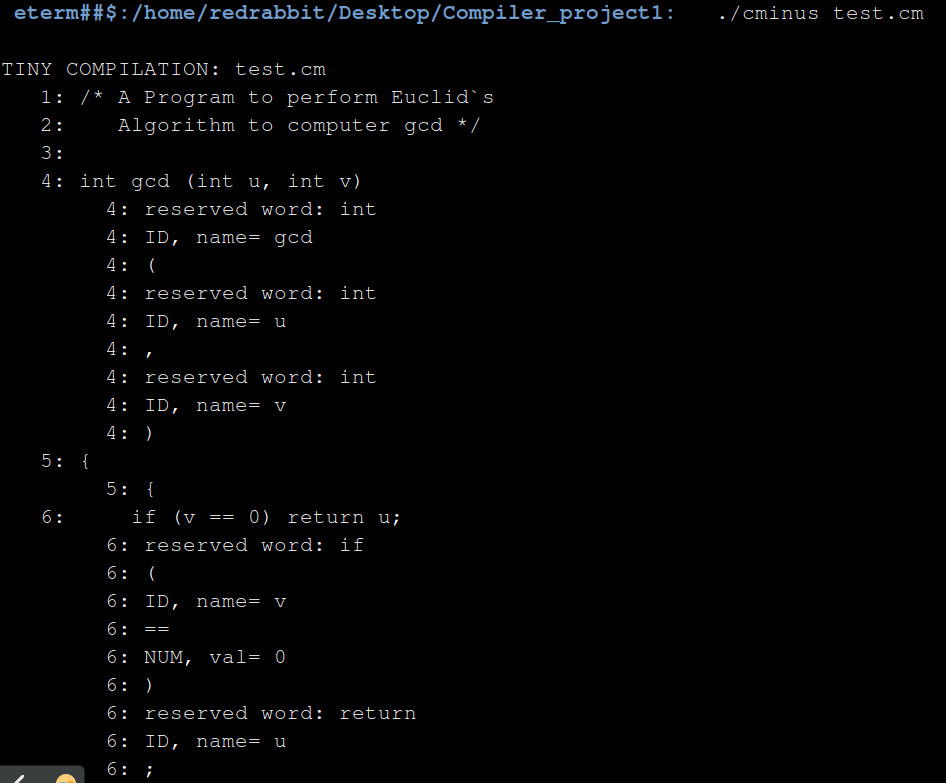 eterm##$:/home/redrabbit/Desktop/Compiler_project1:   ./cminus test.cm
TINY COMPILATION: test.cm
   1: /* A Program to perform Euclid`s
   2:    Algorithm to computer gcd */
   3:
   4: int gcd (int u, int v)
        4: reserved word: int
        4: ID, name= gcd
        4: (
        4: reserved word: int
        4: ID, name= u
        4: ,
        4: reserved word: int
        4: ID, name= v
        4: )
   5: {
        5: {
   6:     if (v == 0) return u;
        6: reserved word: if
        6: (
        6: ID, name= v
        6: ==
        6: NUM, val= 0
        6: )
        6: reserved word: return
        6: ID, name= u
        6: ;